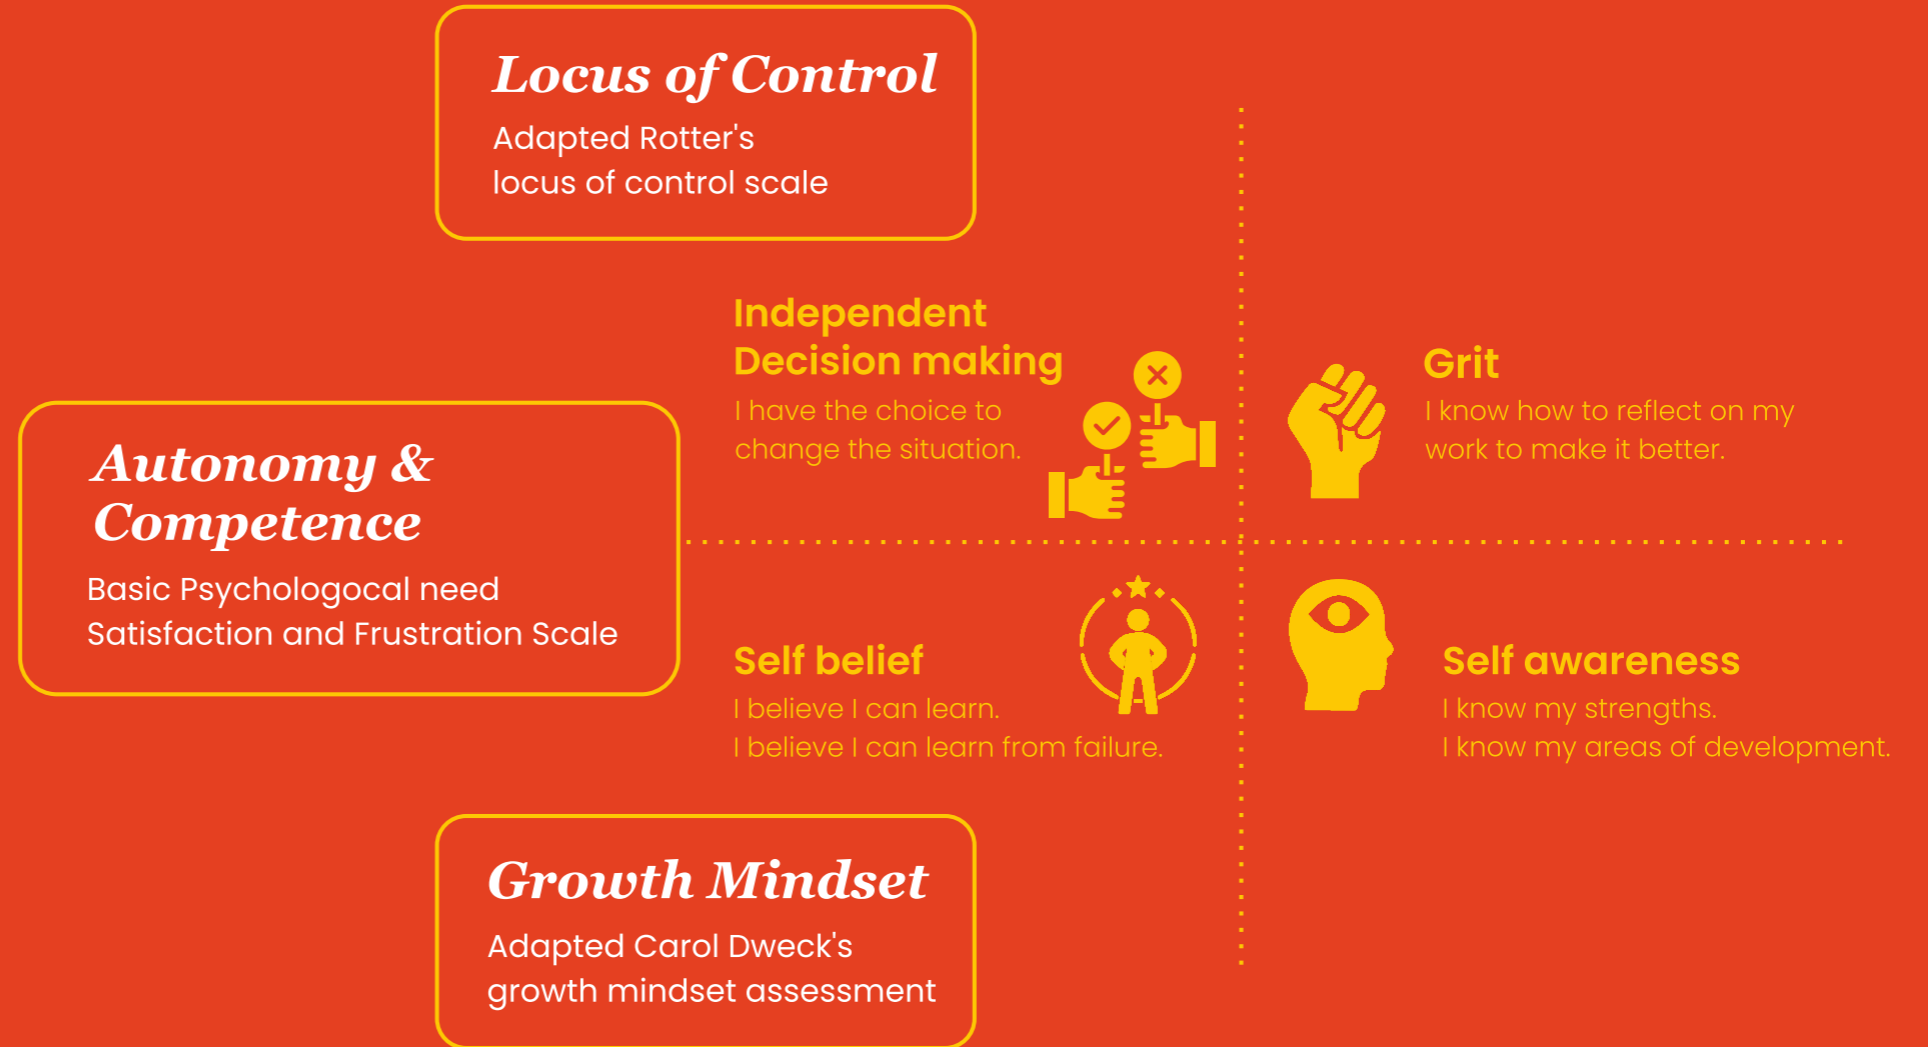 Locus of Control
Adapted Rotter's
locus of control scale
Independent
Decision making
I have the choice to
change the situation.
Grit
I know how to reflect on my
work to make it better.
Autonomy &
Competence
Basic Psychologocal need
Satisfaction and Frustration Scale
Self belief
I believe I can learn.
I believe I can learn from failure.
Self awareness
I know my strengths.
I know my areas of development.
Growth Mindset
Adapted Carol Dweck's
growth mindset assessment